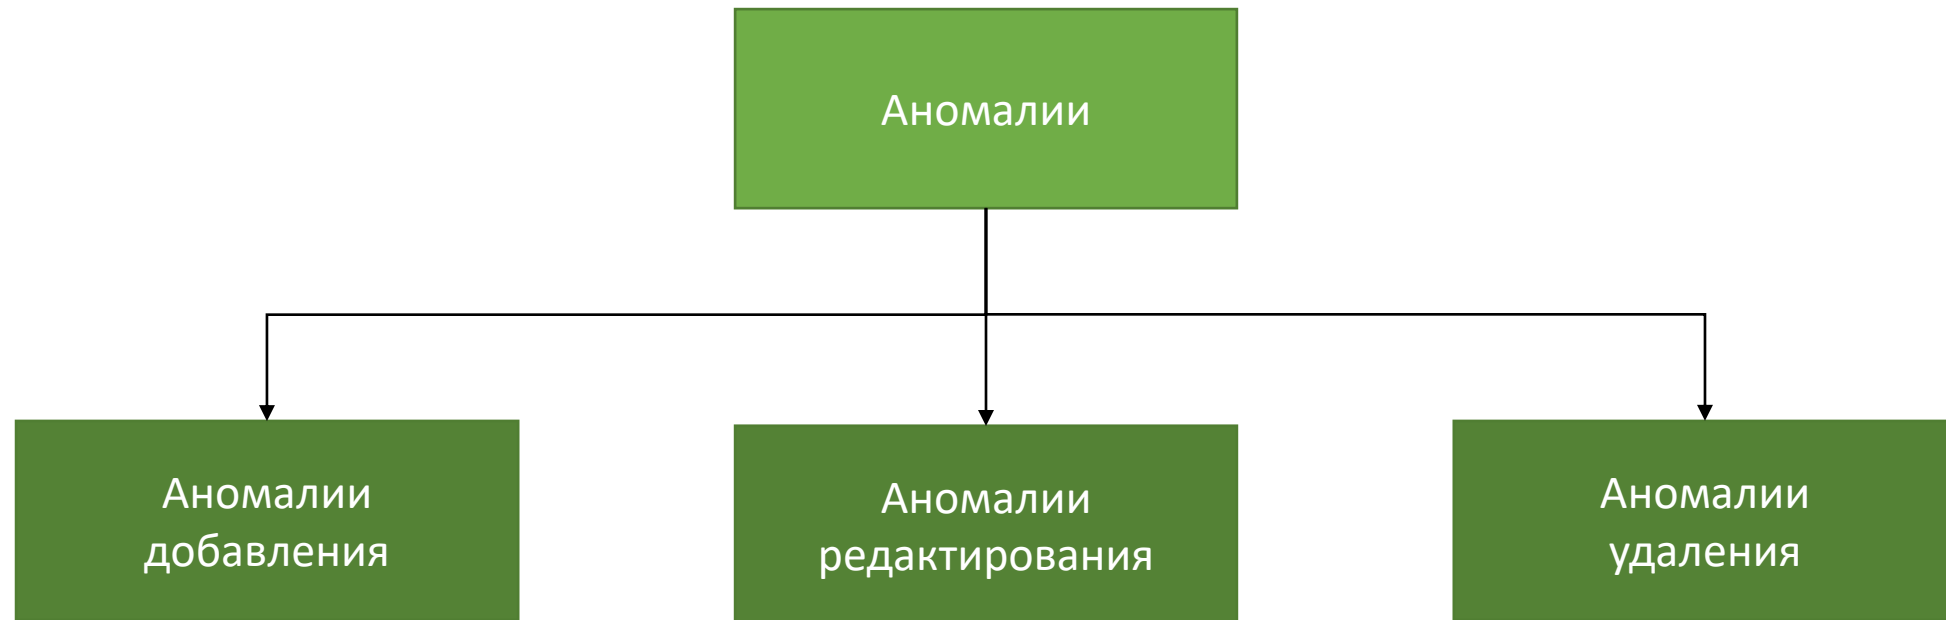 Аномалии
Аномалии
добавления
Аномалии
редактирования
Аномалии
удаления